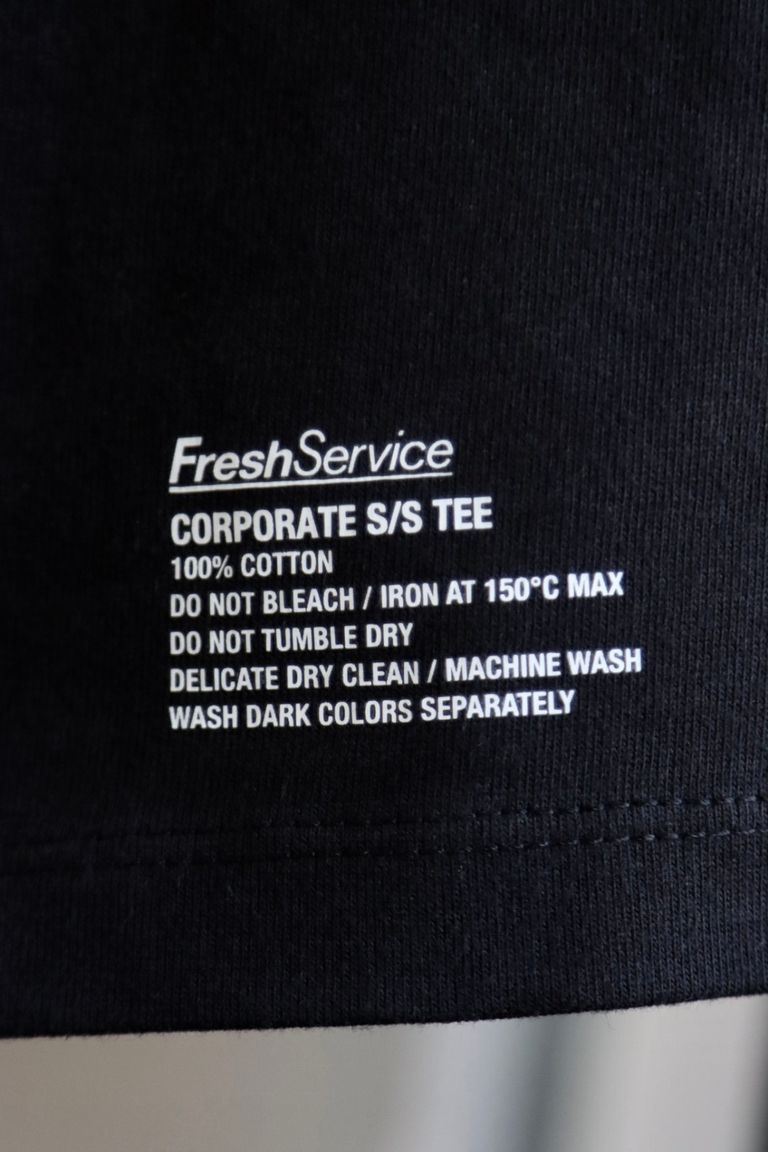 FreshService
CORPORATE S/S TEE
100% COTTON
DO NOT BLEACH / IRON AT 150°C MAX
DO NOT TUMBLE DRY
DELICATE DRY CLEAN / MACHINE WASH
WASH DARK COLORS SEPARATELY